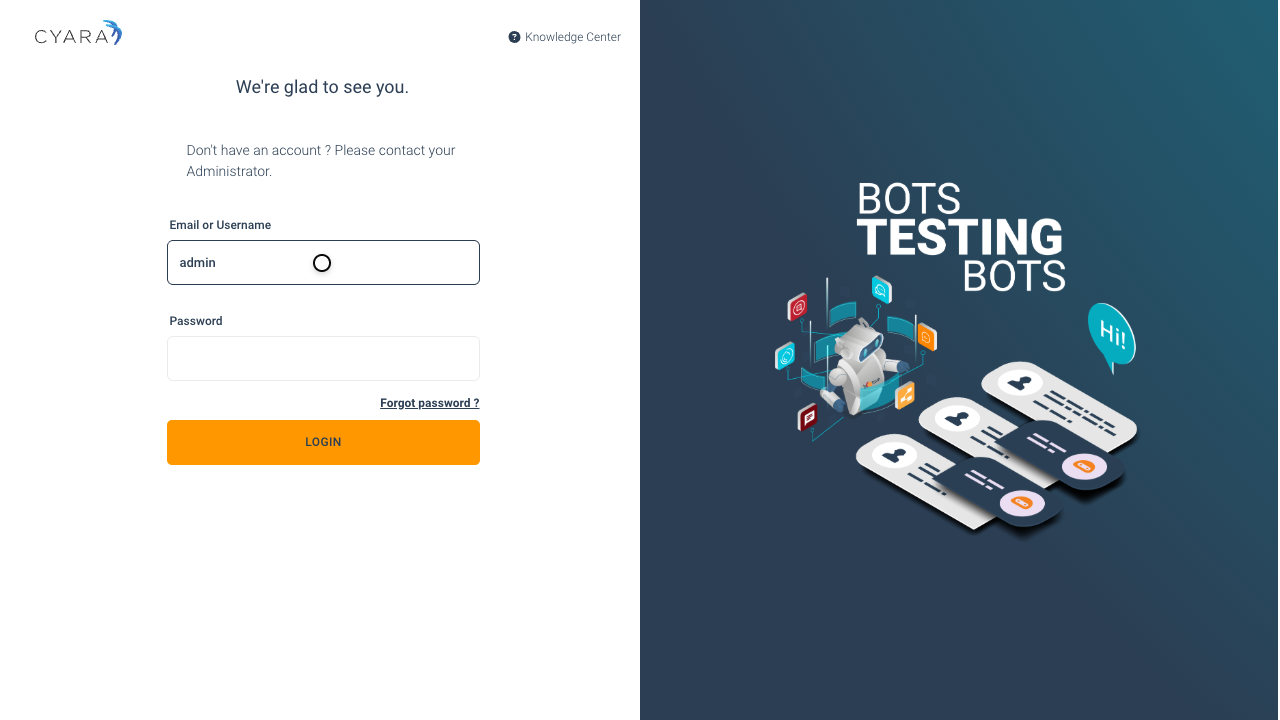 CYARA
Knowledge Center
We're glad to see you.
Don't have an account ? Please contact your
Administrator.
Email or Username
admin
Password
Forgot password ?
LOGIN
BOTS
TESTING
BOTS
Hi!